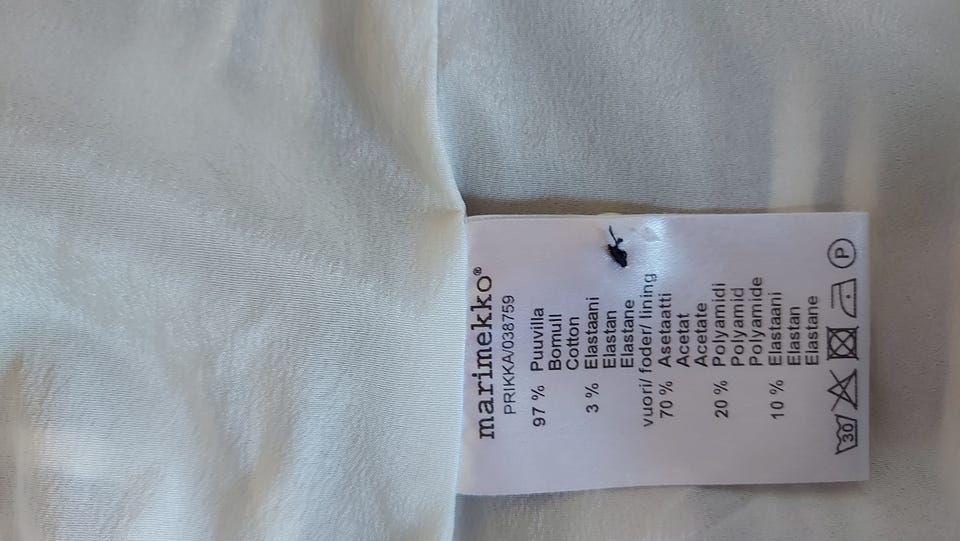 marimekko®
PRIKKA/038759
97 % Puuvilla
Bomull
Cotton
3 % Elastaani
Elastan
Elastane
vuori/ foder/ lining
70 % Asetaatti
Acetat
Acetate
20 % Polyamidi
Polyamid
Polyamide
10 % Elastaani
Elastan
Elastane
30 P